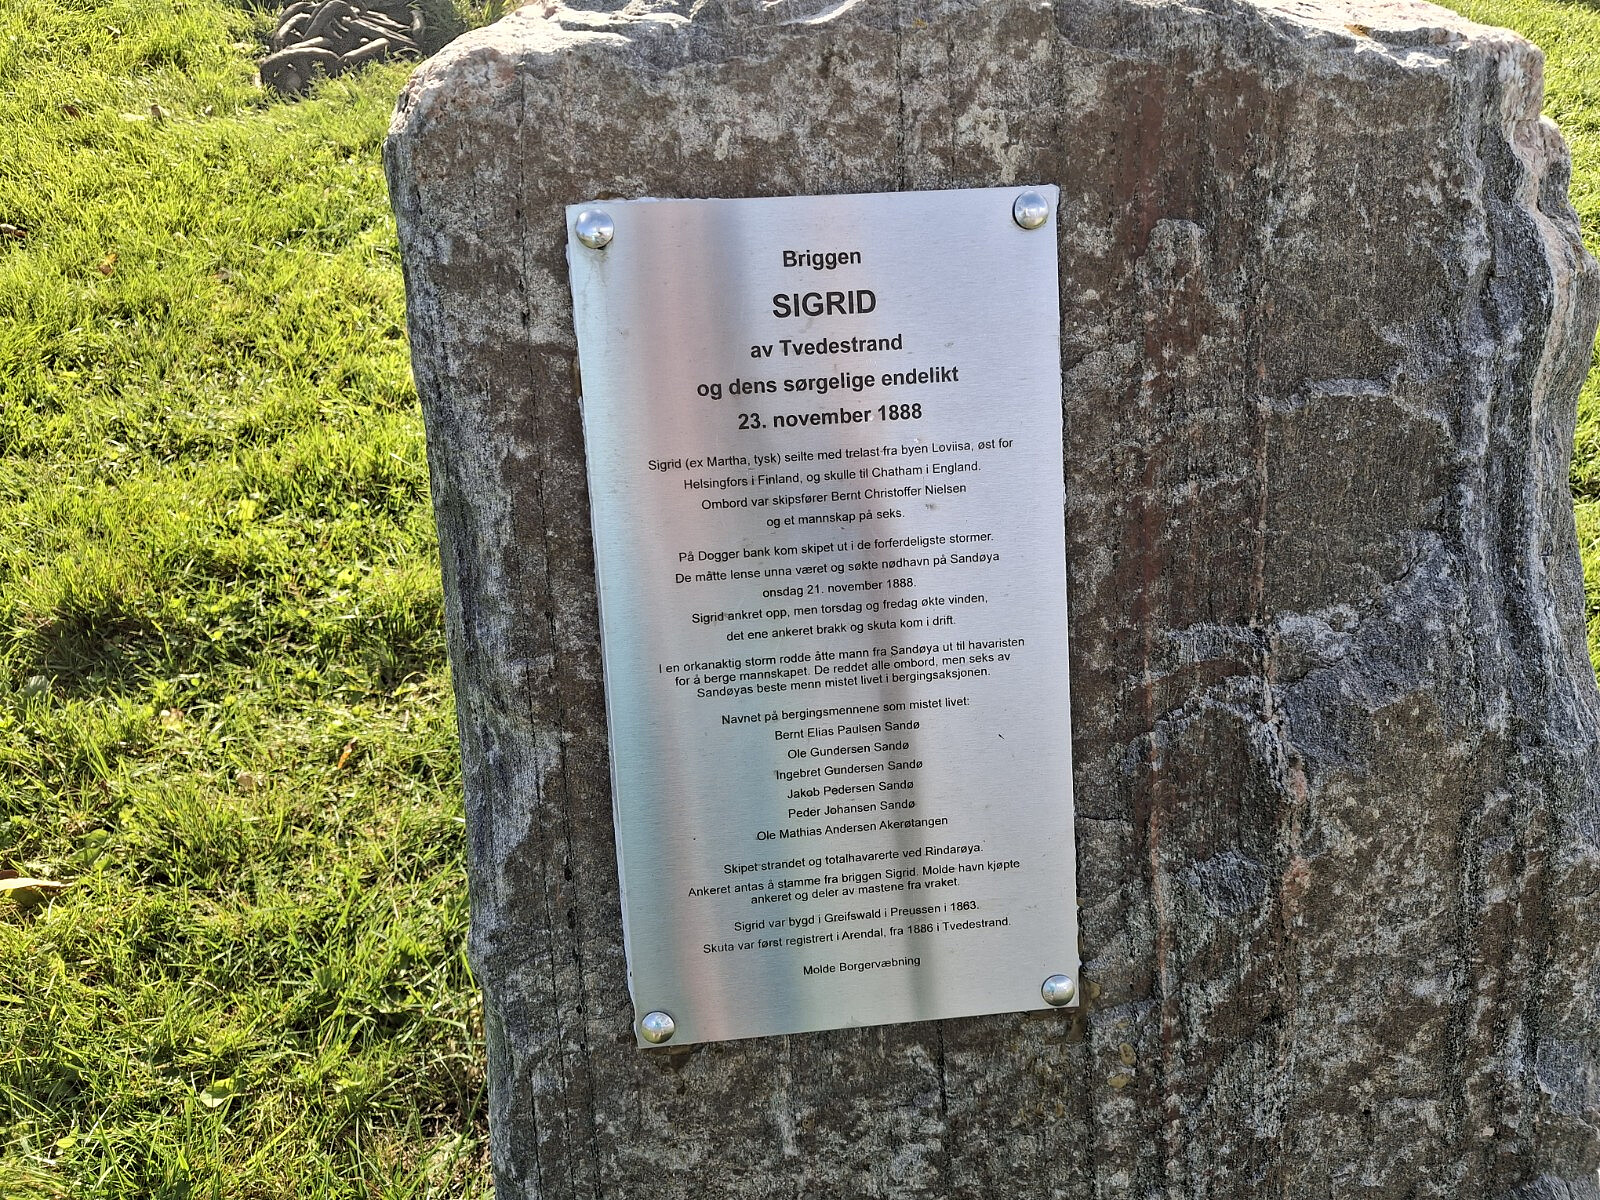 Briggen
SIGRID
av Tvedestrand
og dens sørgelige endelikt
23. november 1888
Sigrid (ex Martha, tysk) seilte med trelast fra byen Loviisa, øst for
Helsingfors i Finland, og skulle til Chatham i England.
Ombord var skipsfører Bernt Christoffer Nielsen
og et mannskap på seks.
På Dogger bank kom skipet ut i de forferdeligste stormer.
De måtte lense unna været og søkte nødhavn på Sandøya
onsdag 21. november 1888.
Sigrid ankret opp, men torsdag og fredag økte vinden,
det ene ankeret brakk og skuta kom i drift.
I en orkanaktig storm rodde åtte mann fra Sandøya ut til havaristen
for å berge mannskapet. De reddet alle ombord, men seks av
Sandøyas beste menn mistet livet i bergingsaksjonen.
Navnet på bergingsmennene som mistet livet:
Bernt Elias Paulsen Sandø
Ole Gundersen Sandø
Ingebret Gundersen Sandø
Jakob Pedersen Sandø
Peder Johansen Sandø
Ole Mathias Andersen Akerøtangen
Skipet strandet og totalhavarerte ved Rindarøya.
Ankeret antas å stamme fra briggen Sigrid. Molde havn kjøpte
ankeret og deler av mastene fra vraket.
Sigrid var bygd i Greifswald i Preussen i 1863.
Skuta var først registrert i Arendal, fra 1886 i Tvedestrand.
Molde Borgervæbning